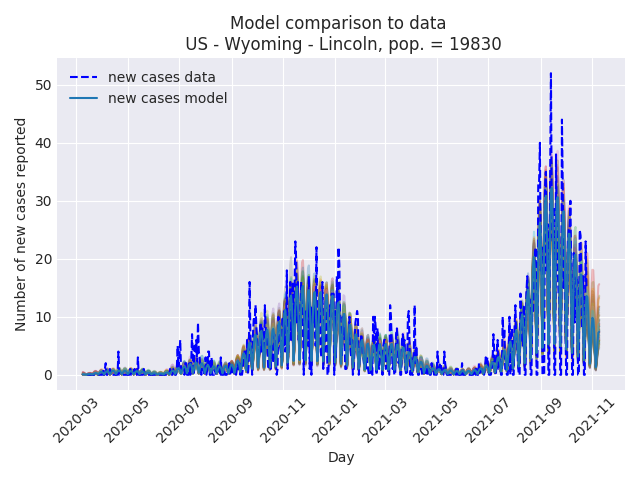 Model comparison to data
US - Wyoming - Lincoln, pop. = 19830
new cases data
new cases model
Number of new cases reported
50
40
30
20
10
0
2020-03
2020-05
2020-07
2020-09
2020-11
2021-01
2021-03
2021-05
2021-07
2021-09
2021-11
Day